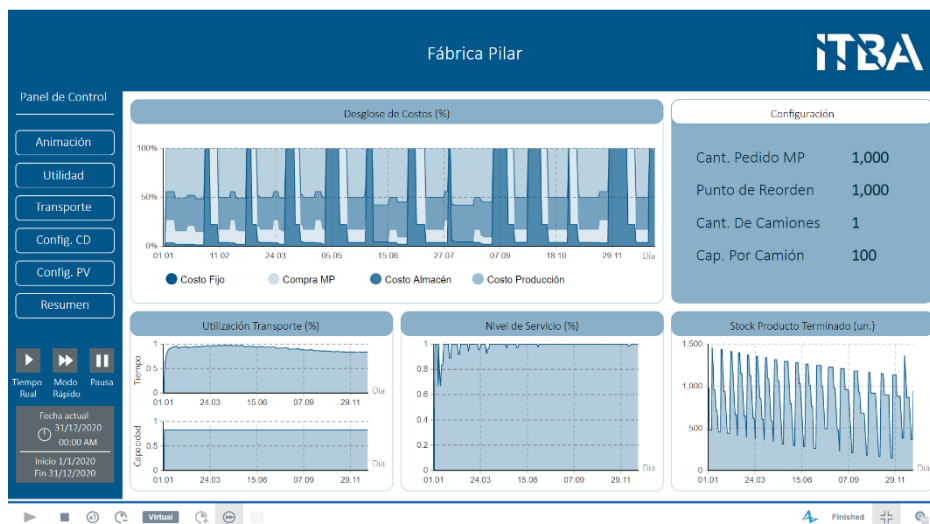 Fábrica Pilar
ITBA
Panel de Control
Animación
Utilidad
Transporte
Config. CD
Config. PV
Resumen
Tiempo Real
Modo Rápido
Pausa
Fecha actual
31/12/2020
00:00 AM
Inicio 1/1/2020
Fin 31/12/2020
Desglose de Costos (%)
100%
50%
0%
01.01 11.02 24.03 05.05 15.06 27.07 07.09 18.10 29.11 Día
Costo Fijo Compra MP Costo Almacén Costo Producción
Configuración
Cant. Pedido MP 1,000
Punto de Reorden 1,000
Cant. De Camiones 1
Cap. Por Camión 100
Utilización Transporte (%)
Tiempo
1
0.5
0
01.01 24.03 15.06 07.09 29.11 Día
Capacidad
1
0.5
0
01.01 24.03 15.06 07.09 29.11 Día
Nivel de Servicio (%)
1
0.8
0.6
0.4
0.2
0
01.01 24.03 15.06 07.09 29.11 Día
Stock Producto Terminado (un.)
1,500
1,000
500
0
01.01 24.03 15.06 07.09 29.11 Día
x1
Virtual
Finished